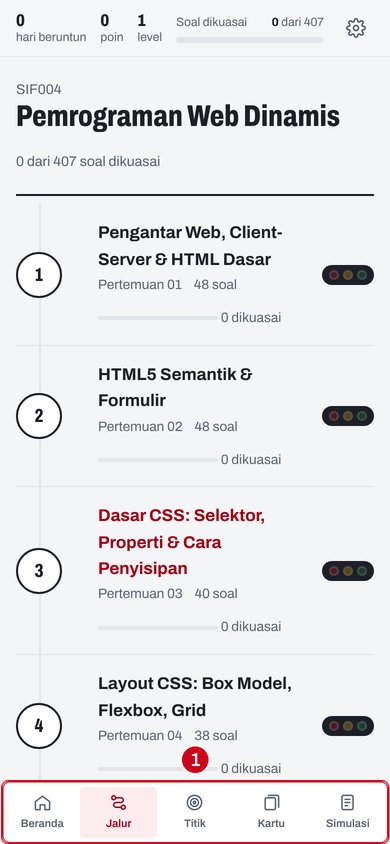 0 0 1 Soal dikuasai 0 dari 407
hari beruntun poin level
SIF004
Pemrograman Web Dinamis
0 dari 407 soal dikuasai
Pengantar Web, Client-
Server & HTML Dasar
1
Pertemuan 01 48 soal
0 dikuasai
HTML5 Semantik &
Formulir
2
Pertemuan 02 48 soal
0 dikuasai
Dasar CSS: Selektor,
Properti & Cara
Penyisipan
3
Pertemuan 03 40 soal
0 dikuasai
Layout CSS: Box Model,
Flexbox, Grid
4
Pertemuan 04 38 soal
1
0 dikuasai
Beranda Jalur Titik Kartu Simulasi